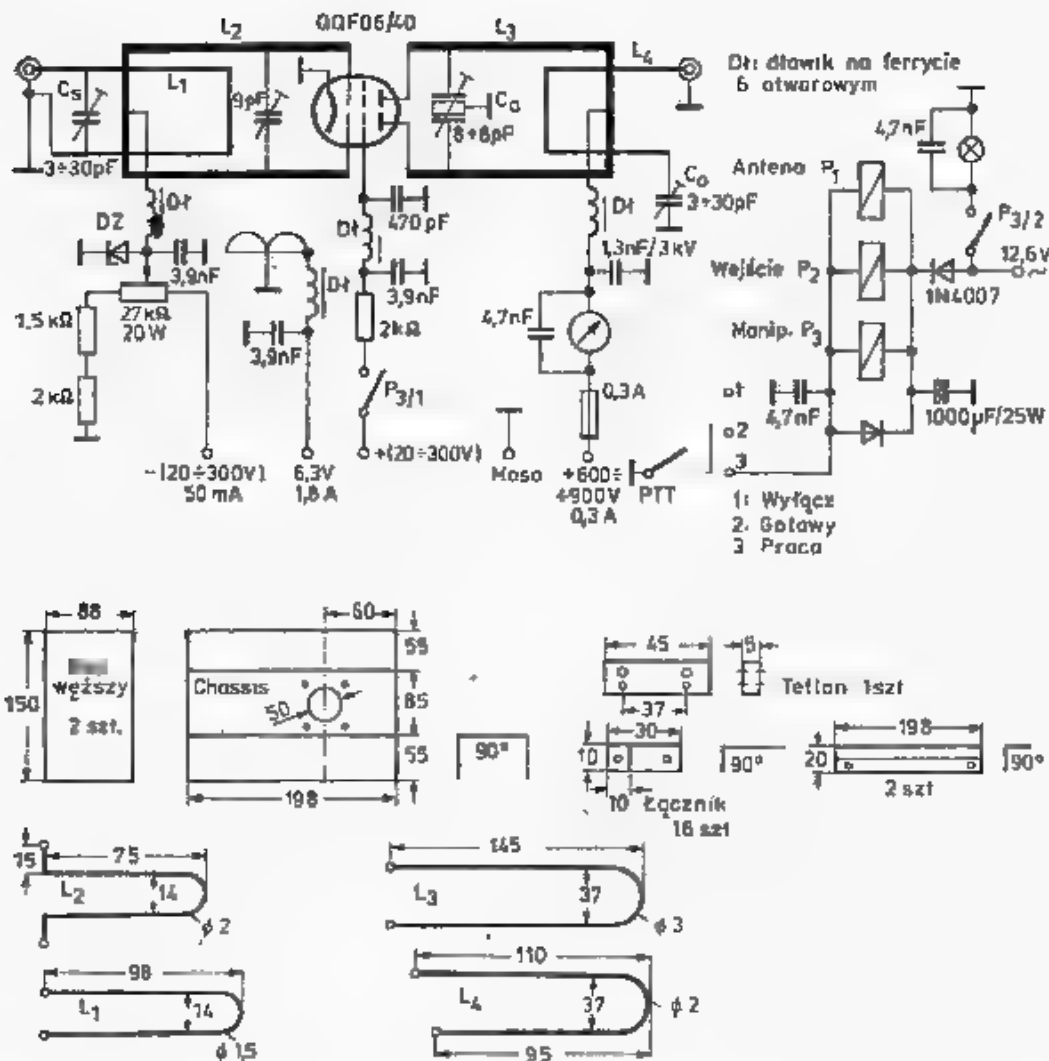 QQF06/40
L2
L3
L4
L1
Cs
3÷30pF
9pF
Ca
8+8pF
Dł: dławik na ferrycie
6 otworowym
4,7nF
Antena P1
P3/2
12,6V~
Wejście P2
1N4007
Manip. P3
4,7nF
1000µF/25W
Dł
DZ
3,9nF
1,5kΩ
27kΩ
20W
2kΩ
-(20÷300V)
50mA
Dł
3,9nF
6,3V
1,8A
470pF
Dł
3,9nF
2kΩ
P3/1
+(20÷300V)
Masa
Dł
Co
3÷30pF
1,3nF/3kV
4,7nF
0,3A
+600÷
+900V
0,3A
PTT
1
2
3
1: Wyłącz
2. Gotowy
3 Praca
88
150
węższy
2 szt.
60
55
85
55
Chassis
50
198
90°
45
5
37
Teflon 1szt
30
10
10
90°
Łącznik
16 szt
198
20
90°
2 szt
75
15
L2
14
ϕ2
98
L1
14
ϕ1,5
145
L3
37
ϕ3
110
L4
37
ϕ2
95